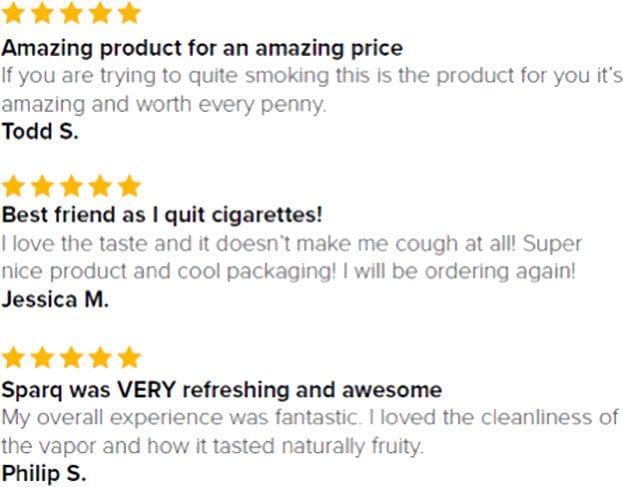 Amazing product for an amazing price
If you are trying to quite smoking this is the product for you it's
amazing and worth every penny.
Todd S.
Best friend as I quit cigarettes!
I love the taste and it doesn't make me cough at all! Super
nice product and cool packaging! I will be ordering again!
Jessica M.
Sparq was VERY refreshing and awesome
My overall experience was fantastic. I loved the cleanliness of
the vapor and how it tasted naturally fruity.
Philip S.